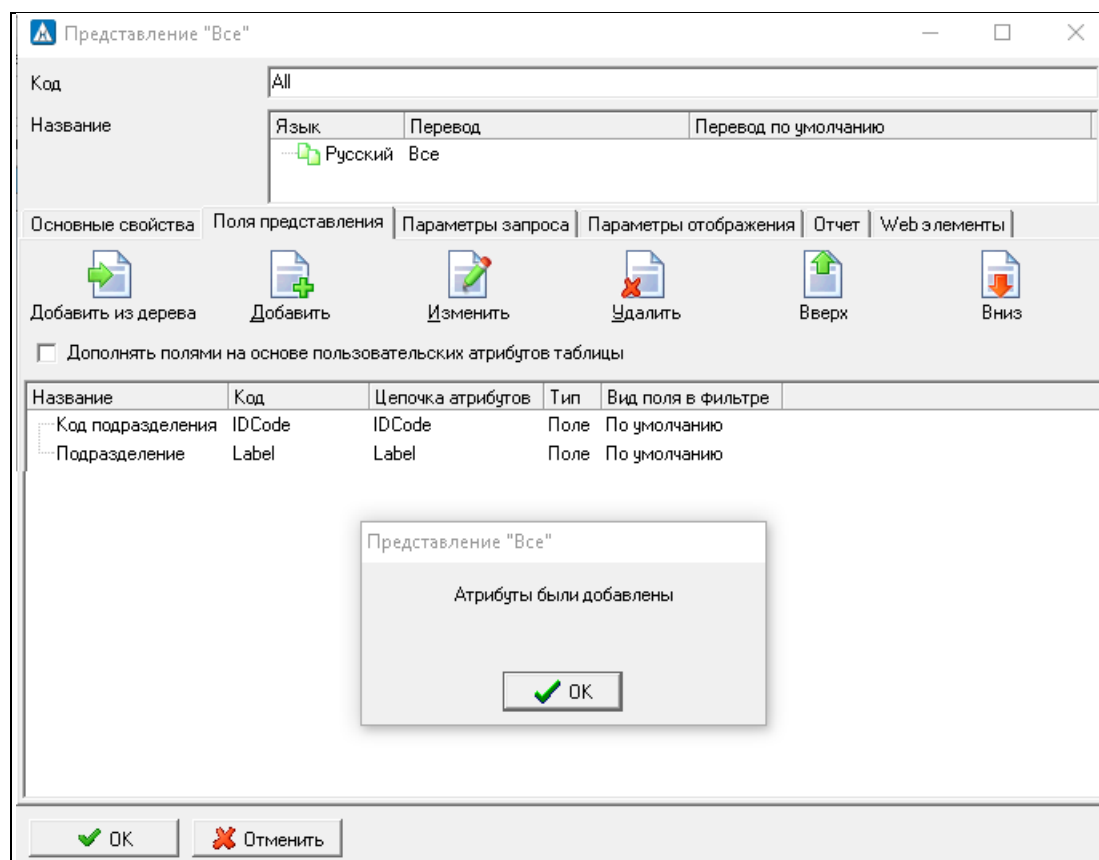 Представление "Все"
Код All
Название Язык Перевод Перевод по умолчанию
Русский Все
Основные свойства Поля представления Параметры запроса Параметры отображения Отчет Web элементы
Добавить из дерева Добавить Изменить Удалить Вверх Вниз
Дополнять полями на основе пользовательских атрибутов таблицы
Название Код Цепочка атрибутов Тип Вид поля в фильтре
Код подразделения IDCode IDCode Поле По умолчанию
Подразделение Label Label Поле По умолчанию
Представление "Все"
Атрибуты были добавлены
OK
OK Отменить